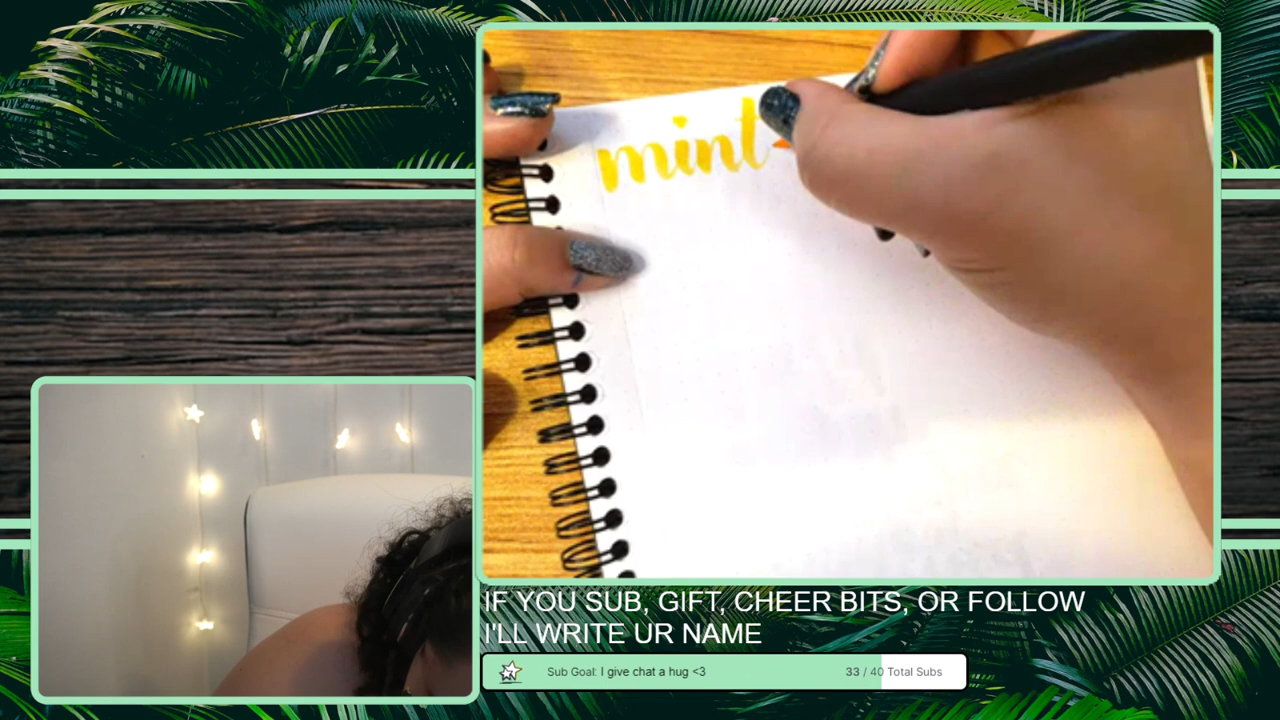 mint
IF YOU SUB, GIFT, CHEER BITS, OR FOLLOW
I'LL WRITE UR NAME
Sub Goal: I give chat a hug <3 33 / 40 Total Subs